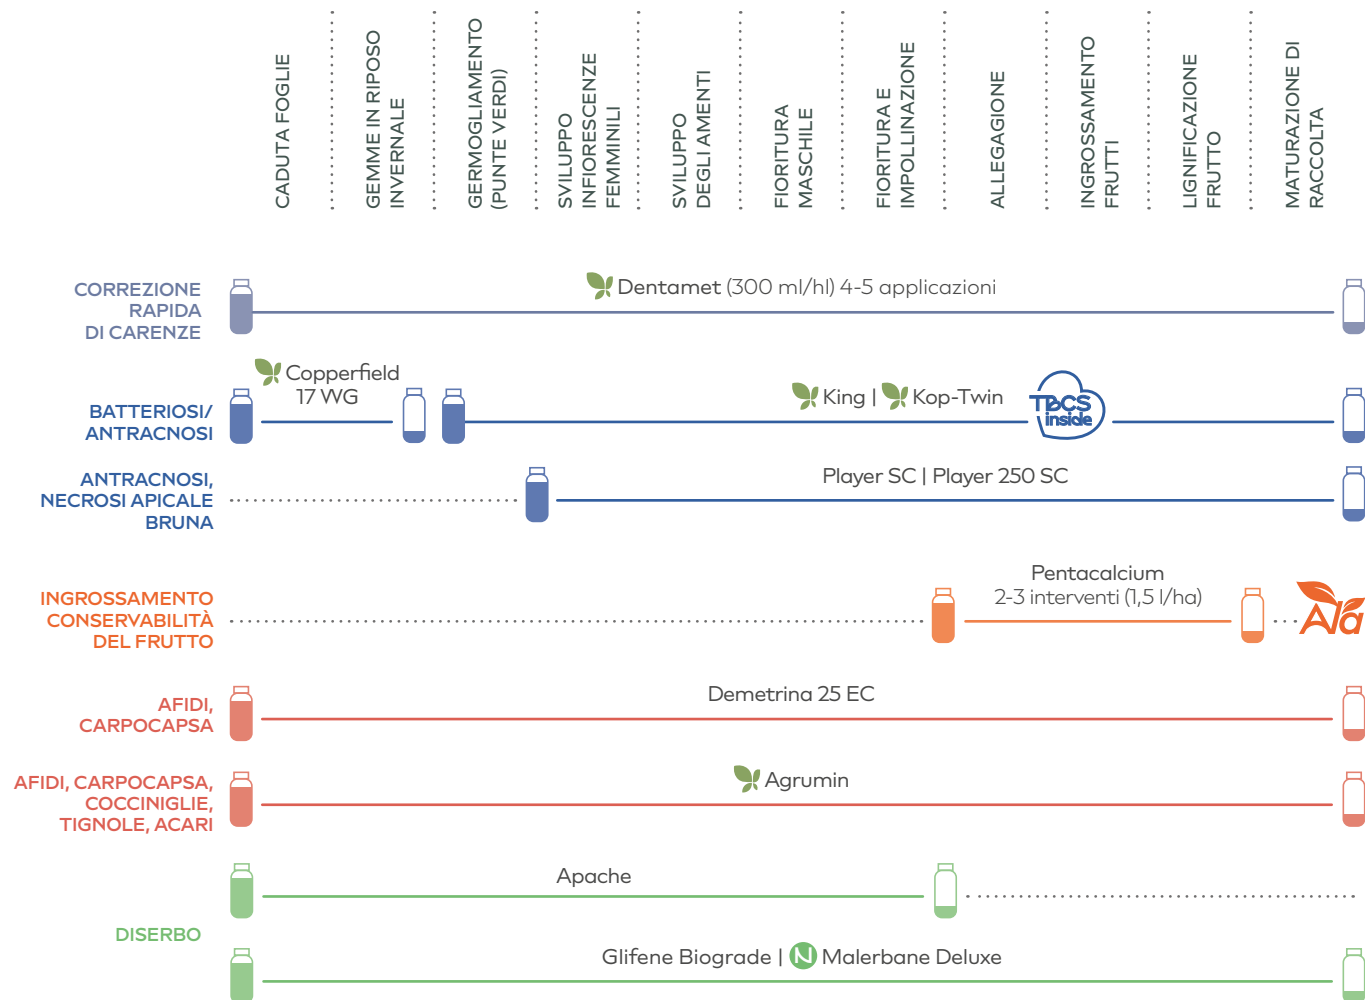 CADUTA FOGLIE
GEMME IN RIPOSO
INVERNALE
GERMOGLIAMENTO
(PUNTE VERDI)
SVILUPPO
INFIORESCENZE
FEMMINILI
SVILUPPO
DEGLI AMENTI
FIORITURA
MASCHILE
FIORITURA E
IMPOLLINAZIONE
ALLEGAGIONE
INGROSSAMENTO
FRUTTI
LIGNIFICAZIONE
FRUTTO
MATURAZIONE DI
RACCOLTA
CORREZIONE
RAPIDA
DI CARENZE
Dentamet (300 ml/hl) 4-5 applicazioni
BATTERIOSI/
ANTRACNOSI
Copperfield
17 WG
King | Kop-Twin
TBCS
inside
ANTRACNOSI,
NECROSI APICALE
BRUNA
Player SC | Player 250 SC
INGROSSAMENTO
CONSERVABILITÀ
DEL FRUTTO
Pentacalcium
2-3 interventi (1,5 l/ha)
Ala
AFIDI,
CARPOCAPSA
Demetrina 25 EC
AFIDI, CARPOCAPSA,
COCCINIGLIE,
TIGNOLE, ACARI
Agrumin
DISERBO
Apache
Glifene Biograde | N Malerbane Deluxe